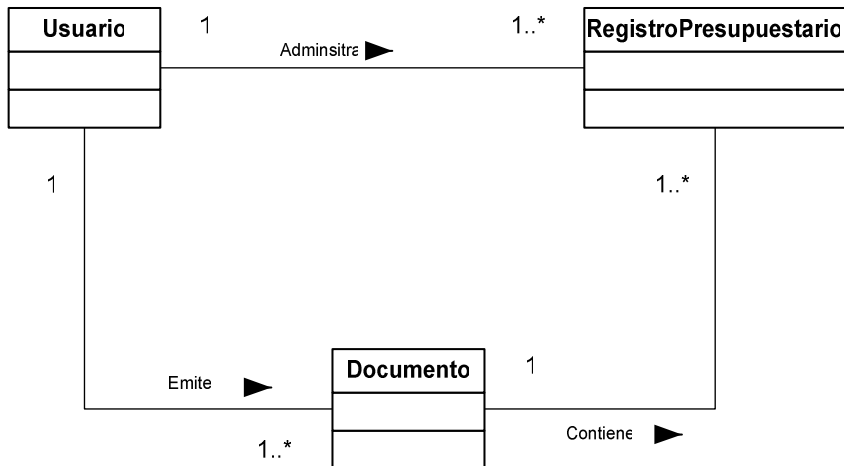 Usuario
1
Adminsitra
1..*
RegistroPresupuestario
1
1..*
Emite
1..*
Documento
1
Contiene